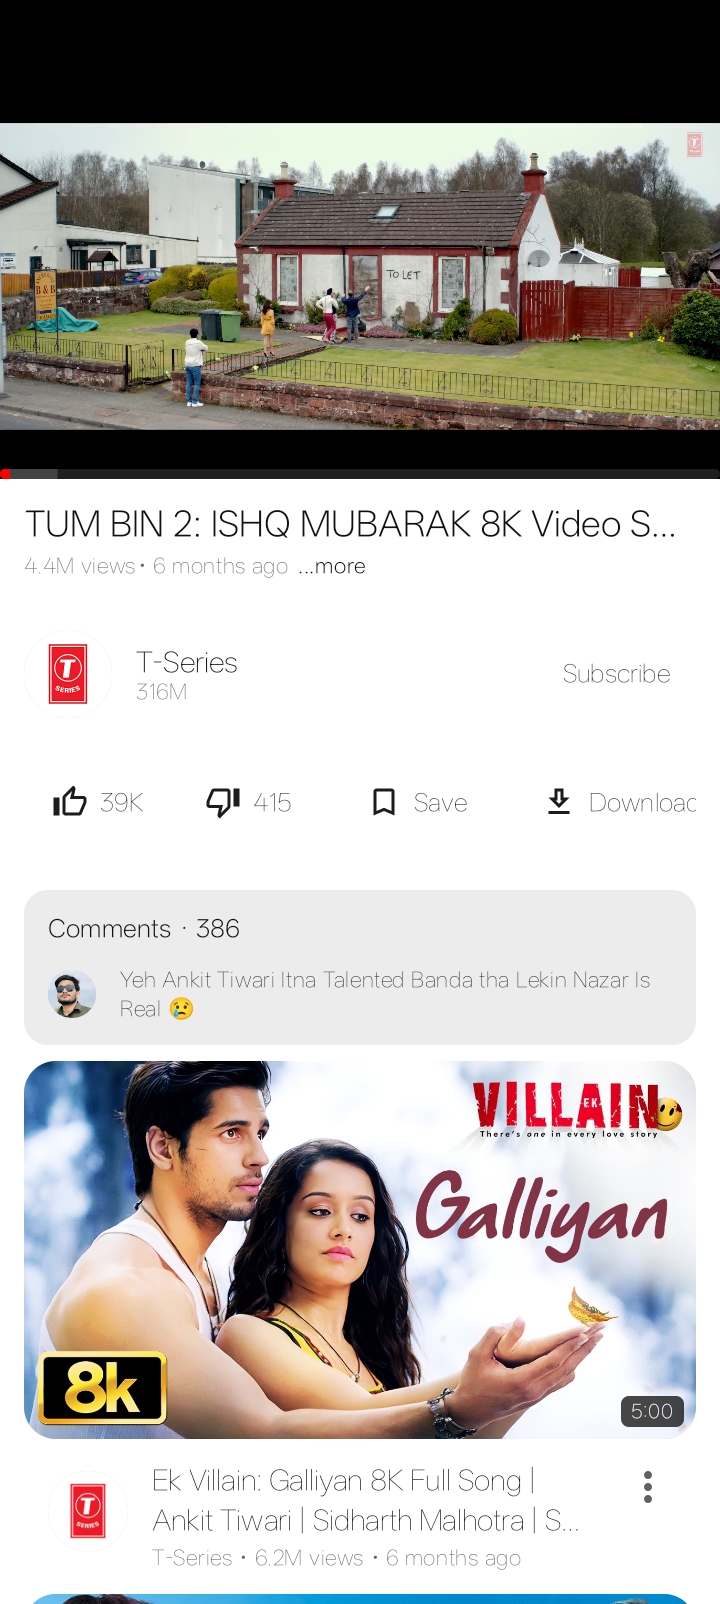 B & B
TO LET
TUM BIN 2: ISHQ MUBARAK 8K Video S...
4.4M views · 6 months ago ...more
T
SERIES
T-Series
316M
Subscribe
39K
415
Save
Downloac
Comments · 386
Yeh Ankit Tiwari Itna Talented Banda tha Lekin Nazar Is
Real 😢
EK
VILLAIN
There's one in every love story
Galliyan
8k
5:00
T
SERIES
Ek Villain: Galliyan 8K Full Song |
Ankit Tiwari | Sidharth Malhotra | S...
T-Series · 6.2M views · 6 months ago